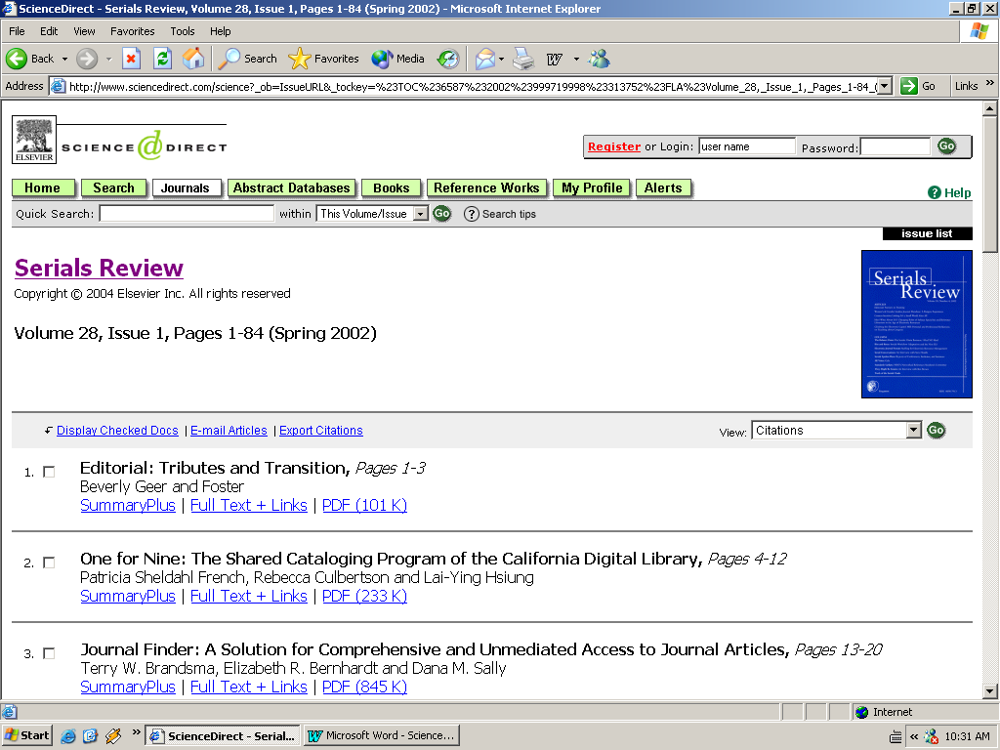 ScienceDirect - Serials Review, Volume 28, Issue 1, Pages 1-84 (Spring 2002) - Microsoft Internet Explorer
File Edit View Favorites Tools Help
Back Search Favorites Media
Address http://www.sciencedirect.com/science?_ob=IssueURL&_tockey=%23TOC%236587%232002%23999719998%23313752%23FLA%23Volume_28,_Issue_1,_Pages_1-84_( Go Links »
ELSEVIER SCIENCE @ DIRECT
Register or Login: user name Password: Go
Home Search Journals Abstract Databases Books Reference Works My Profile Alerts
? Help
Quick Search: within This Volume/Issue Go ? Search tips
issue list
Serials Review
Copyright © 2004 Elsevier Inc. All rights reserved
Volume 28, Issue 1, Pages 1-84 (Spring 2002)
Serials
Review
Display Checked Docs | E-mail Articles | Export Citations
View: Citations Go
1. Editorial: Tributes and Transition, Pages 1-3
Beverly Geer and Foster
SummaryPlus | Full Text + Links | PDF (101 K)
2. One for Nine: The Shared Cataloging Program of the California Digital Library, Pages 4-12
Patricia Sheldahl French, Rebecca Culbertson and Lai-Ying Hsiung
SummaryPlus | Full Text + Links | PDF (233 K)
3. Journal Finder: A Solution for Comprehensive and Unmediated Access to Journal Articles, Pages 13-20
Terry W. Brandsma, Elizabeth R. Bernhardt and Dana M. Sally
SummaryPlus | Full Text + Links | PDF (845 K)
Internet
Start » ScienceDirect - Serial... Microsoft Word - Science... « 10:31 AM